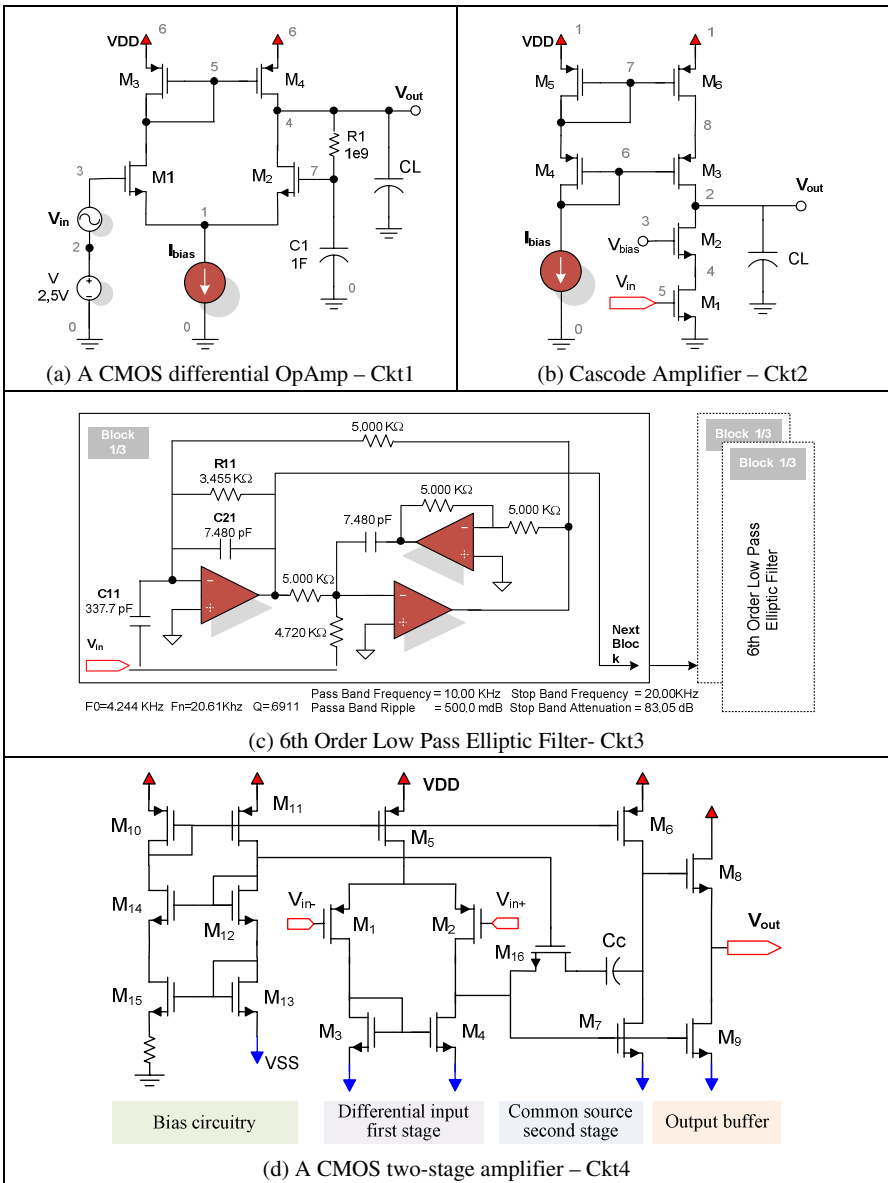 6
6
VDD
M3
5
M4
Vout
4
R1
1e9
CL
3
M1
M2
7
Vin
1
2
Ibias
C1
1F
V
2,5V
0
0
0
(a) A CMOS differential OpAmp – Ckt1
1
1
VDD
7
M5
M6
8
6
M4
M3
2
Vout
3
Ibias
Vbias
M2
CL
4
Vin
5
M1
0
(b) Cascode Amplifier – Ckt2
Block
1/3
5.000 KΩ
Block 1/3
Block 1/3
R11
3.455 KΩ
5.000 KΩ
5.000 KΩ
C21
7.480 pF
7.480 pF
C11
337.7 pF
5.000 KΩ
4.720 KΩ
Vin
Next
Bloc
k
6th Order Low Pass
Elliptic Filter
Pass Band Frequency = 10,00 KHz Stop Band Frequency = 20,00KHz
F0=4.244 KHz Fn=20.61Khz Q=6911 Passa Band Ripple = 500,0 mdB Stop Band Attenuation = 83,05 dB
(c) 6th Order Low Pass Elliptic Filter- Ckt3
VDD
M10
M11
M5
M6
M8
M14
M12
Vin-
M1
Vin+
M2
M16
Cc
Vout
M15
M13
M3
M4
M7
M9
VSS
Bias circuitry
Differential input
first stage
Common source
second stage
Output buffer
(d) A CMOS two-stage amplifier – Ckt4